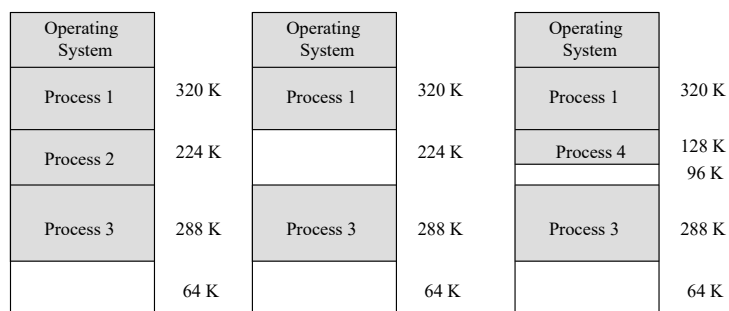 Operating
System
Process 1
320 K
Process 2
224 K
Process 3
288 K
64 K
Operating
System
Process 1
320 K
224 K
Process 3
288 K
64 K
Operating
System
Process 1
320 K
Process 4
128 K
96 K
Process 3
288 K
64 K